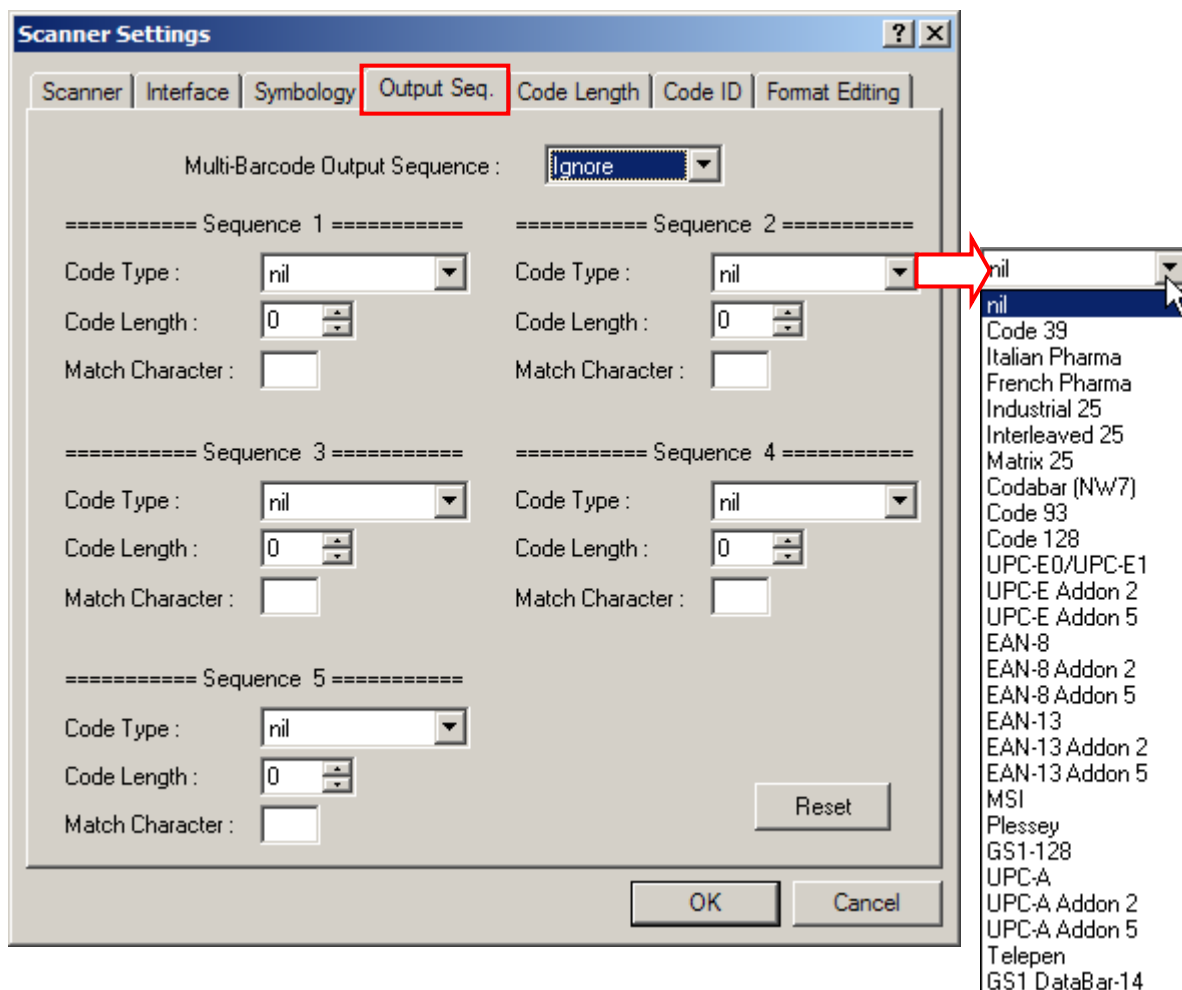 Scanner Settings
Scanner Interface Symbology Output Seq. Code Length Code ID Format Editing
Multi-Barcode Output Sequence : Ignore
=========== Sequence 1 ===========
Code Type : nil
Code Length : 0
Match Character :
=========== Sequence 2 ===========
Code Type : nil
Code Length : 0
Match Character :
=========== Sequence 3 ===========
Code Type : nil
Code Length : 0
Match Character :
=========== Sequence 4 ===========
Code Type : nil
Code Length : 0
Match Character :
=========== Sequence 5 ===========
Code Type : nil
Code Length : 0
Match Character :
Reset
OK Cancel
nil
nil
Code 39
Italian Pharma
French Pharma
Industrial 25
Interleaved 25
Matrix 25
Codabar (NW7)
Code 93
Code 128
UPC-E0/UPC-E1
UPC-E Addon 2
UPC-E Addon 5
EAN-8
EAN-8 Addon 2
EAN-8 Addon 5
EAN-13
EAN-13 Addon 2
EAN-13 Addon 5
MSI
Plessey
GS1-128
UPC-A
UPC-A Addon 2
UPC-A Addon 5
Telepen
GS1 DataBar-14